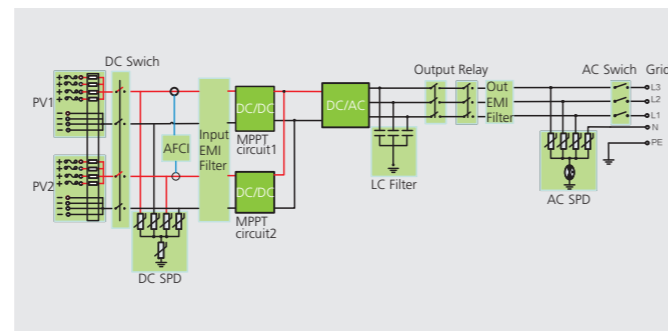 DC Swich
Output Relay
AC Swich
Grid
PV1
PV2
AFCI
Input
EMI
Filter
DC/DC
MPPT
circuit1
DC/DC
MPPT
circuit2
DC/AC
LC Filter
Out
EMI
Filter
L3
L2
L1
N
PE
DC SPD
AC SPD